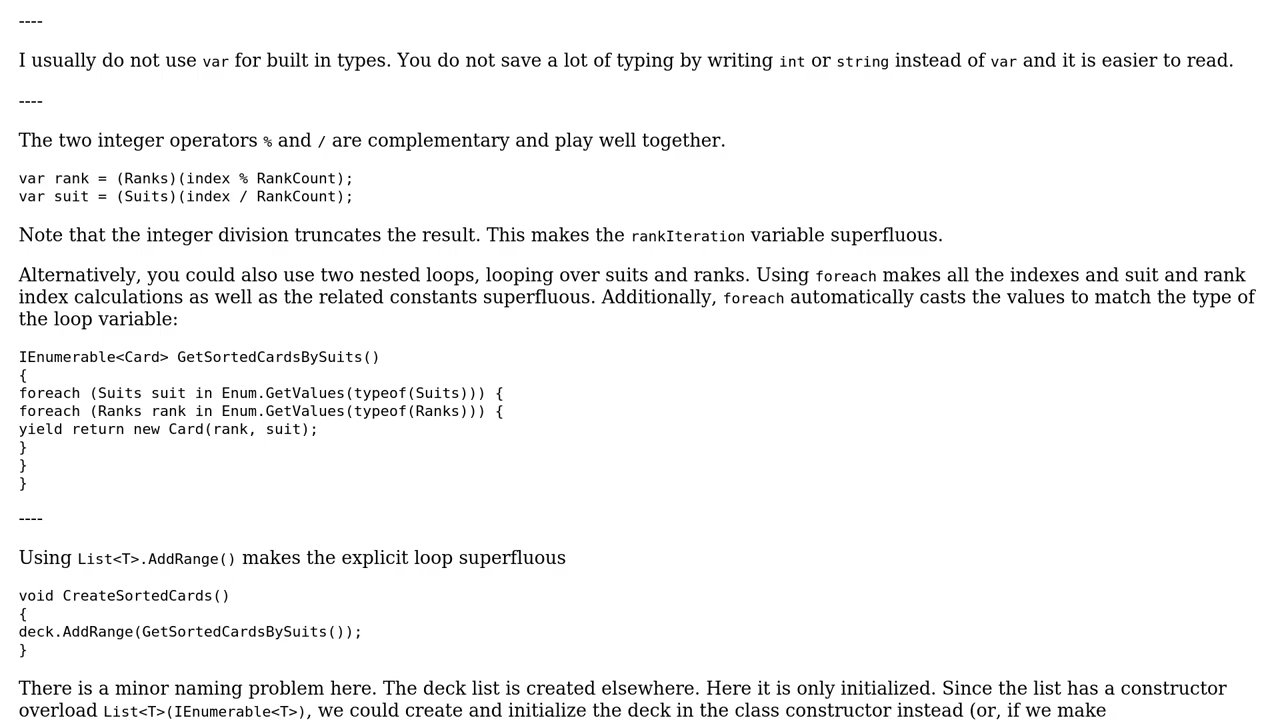 ----
I usually do not use var for built in types. You do not save a lot of typing by writing int or string instead of var and it is easier to read.
----
The two integer operators % and / are complementary and play well together.
var rank = (Ranks)(index % RankCount);
var suit = (Suits)(index / RankCount);
Note that the integer division truncates the result. This makes the rankIteration variable superfluous.
Alternatively, you could also use two nested loops, looping over suits and ranks. Using foreach makes all the indexes and suit and rank
index calculations as well as the related constants superfluous. Additionally, foreach automatically casts the values to match the type of
the loop variable:
IEnumerable<Card> GetSortedCardsBySuits()
{
foreach (Suits suit in Enum.GetValues(typeof(Suits))) {
foreach (Ranks rank in Enum.GetValues(typeof(Ranks))) {
yield return new Card(rank, suit);
}
}
}
----
Using List<T>.AddRange() makes the explicit loop superfluous
void CreateSortedCards()
{
deck.AddRange(GetSortedCardsBySuits());
}
There is a minor naming problem here. The deck list is created elsewhere. Here it is only initialized. Since the list has a constructor
overload List<T>(IEnumerable<T>), we could create and initialize the deck in the class constructor instead (or, if we make